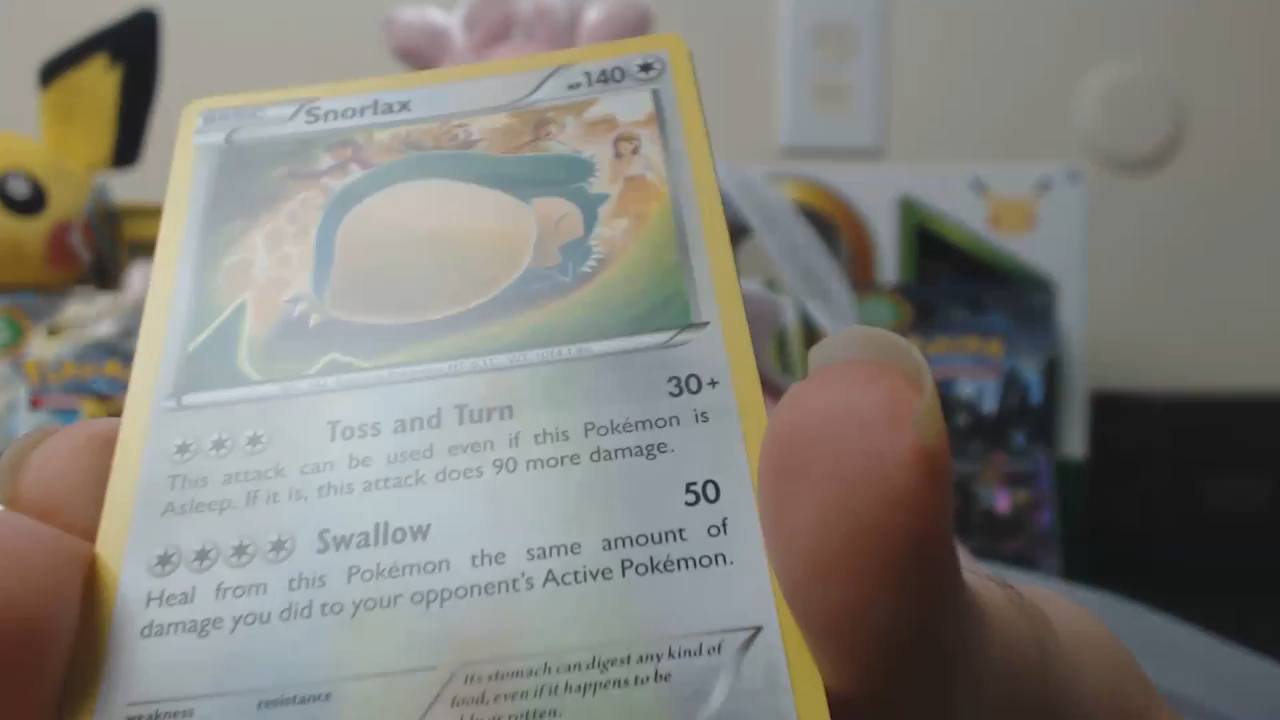 BASIC Snorlax HP140
30+
Toss and Turn
This attack can be used even if this Pokémon is
Asleep. If it is, this attack does 90 more damage.
50
Swallow
Heal from this Pokémon the same amount of
damage you did to your opponent's Active Pokémon.
weakness
resistance
Its stomach can digest any kind of
food, even if it happens to be
rotten.